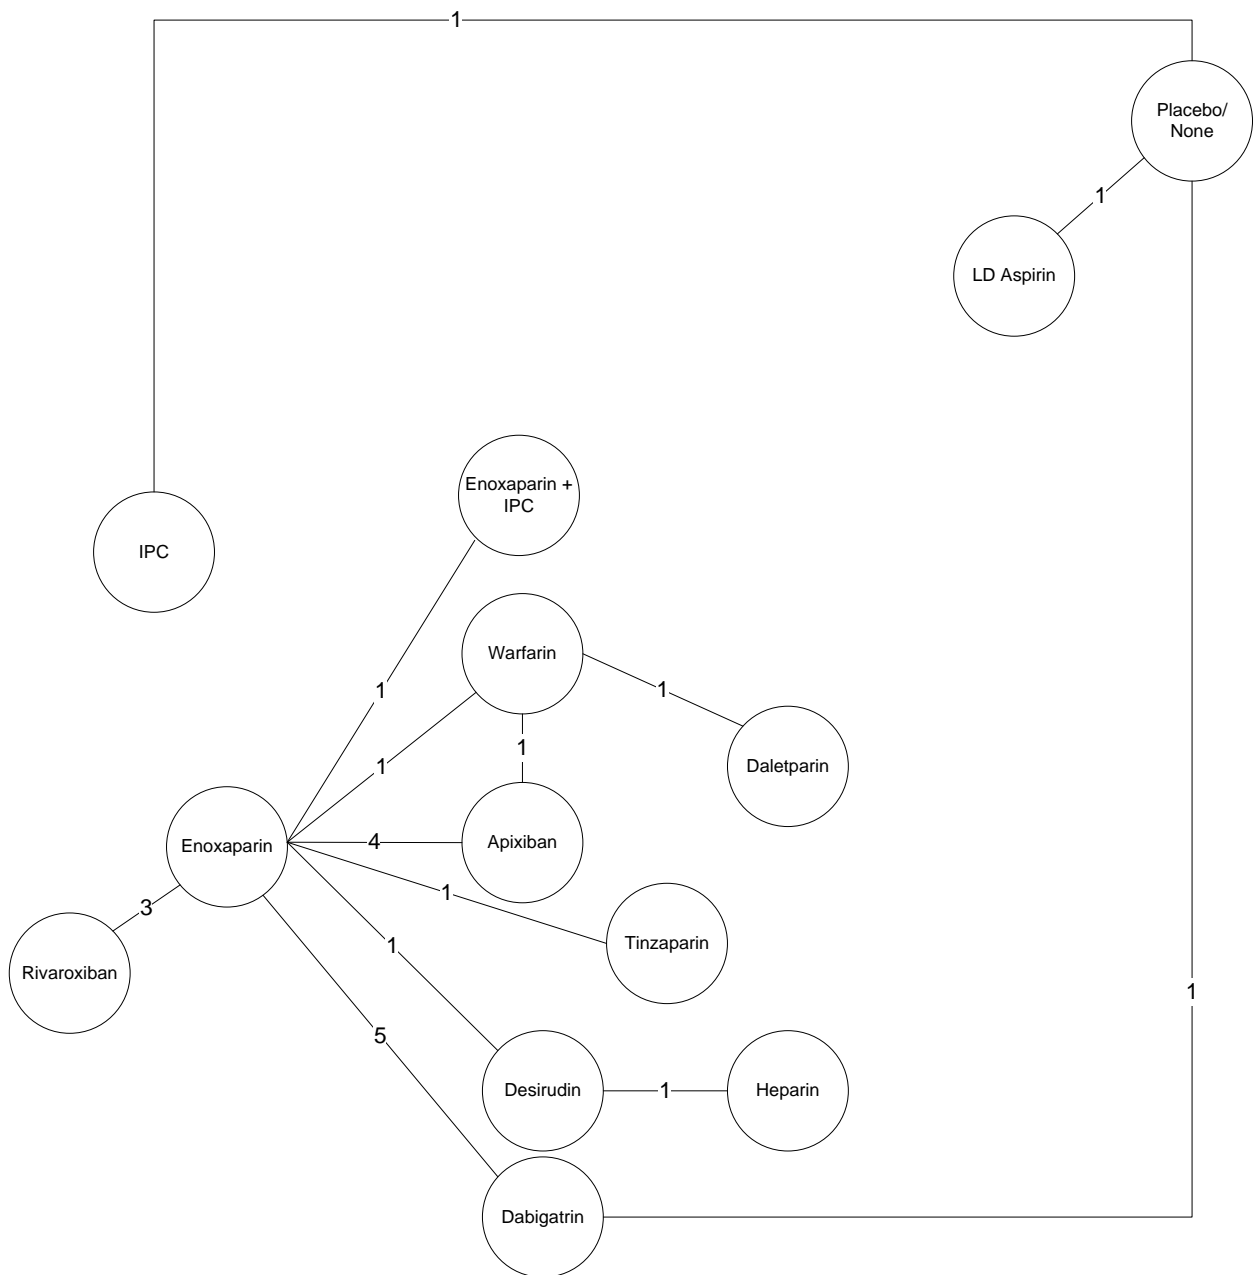 1
Placebo/
None
1
LD Aspirin
Enoxaparin +
IPC
IPC
Warfarin
1
1
1
1
Daletparin
Enoxaparin
4
Apixiban
1
3
Tinzaparin
1
Rivaroxiban
1
5
Desirudin
1
Heparin
Dabigatrin